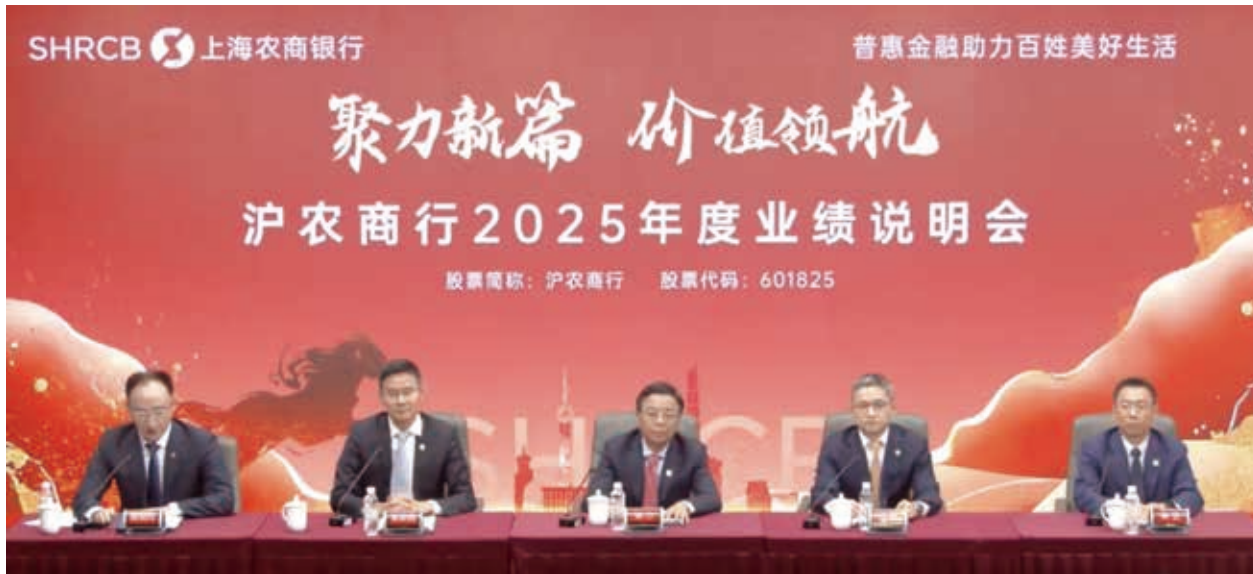 SHRCB 上海农商银行
普惠金融助力百姓美好生活
聚力新篇 价值领航
沪农商行2025年度业绩说明会
股票简称：沪农商行 股票代码：601825
SHRCB